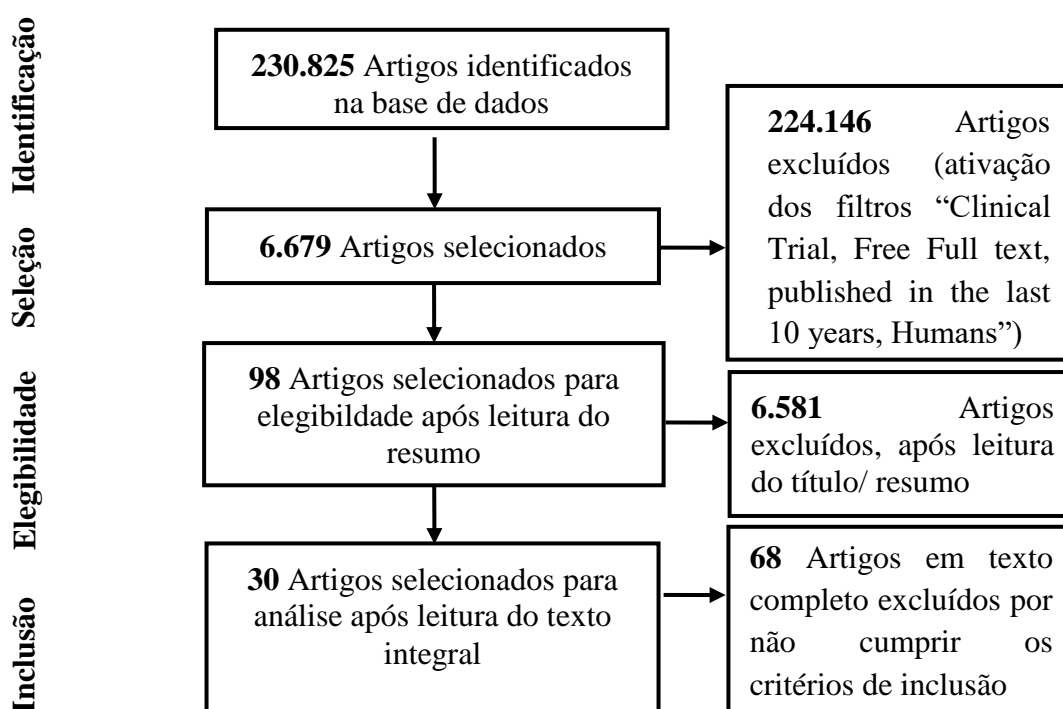 Identificação
230.825 Artigos identificados
na base de dados
224.146 Artigos
excluídos (ativação
dos filtros “Clinical
Trial, Free Full text,
published in the last
10 years, Humans”)
Seleção
6.679 Artigos selecionados
Elegibilidade
98 Artigos selecionados para
elegibildade após leitura do
resumo
6.581 Artigos
excluídos, após leitura
do título/ resumo
Inclusão
30 Artigos selecionados para
análise após leitura do texto
integral
68 Artigos em texto
completo excluídos por
não cumprir os
critérios de inclusão